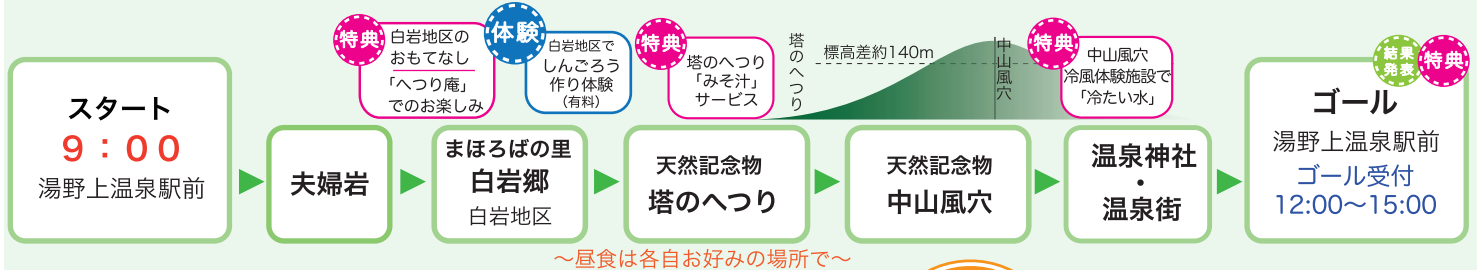 スタート
9：00
湯野上温泉駅前
夫婦岩
特典
白岩地区の
おもてなし
「へつり庵」
でのお楽しみ
体験
白岩地区で
しんごろう
作り体験
（有料）
まほろばの里
白岩郷
白岩地区
特典
塔のへつり
「みそ汁」
サービス
天然記念物
塔のへつり
塔のへつり
標高差約140m
中山風穴
天然記念物
中山風穴
特典
中山風穴
冷風体験施設で
「冷たい水」
温泉神社
・
温泉街
結果
発表
特典
ゴール
湯野上温泉駅前
ゴール受付
12:00〜15:00
〜昼食は各自お好みの場所で〜